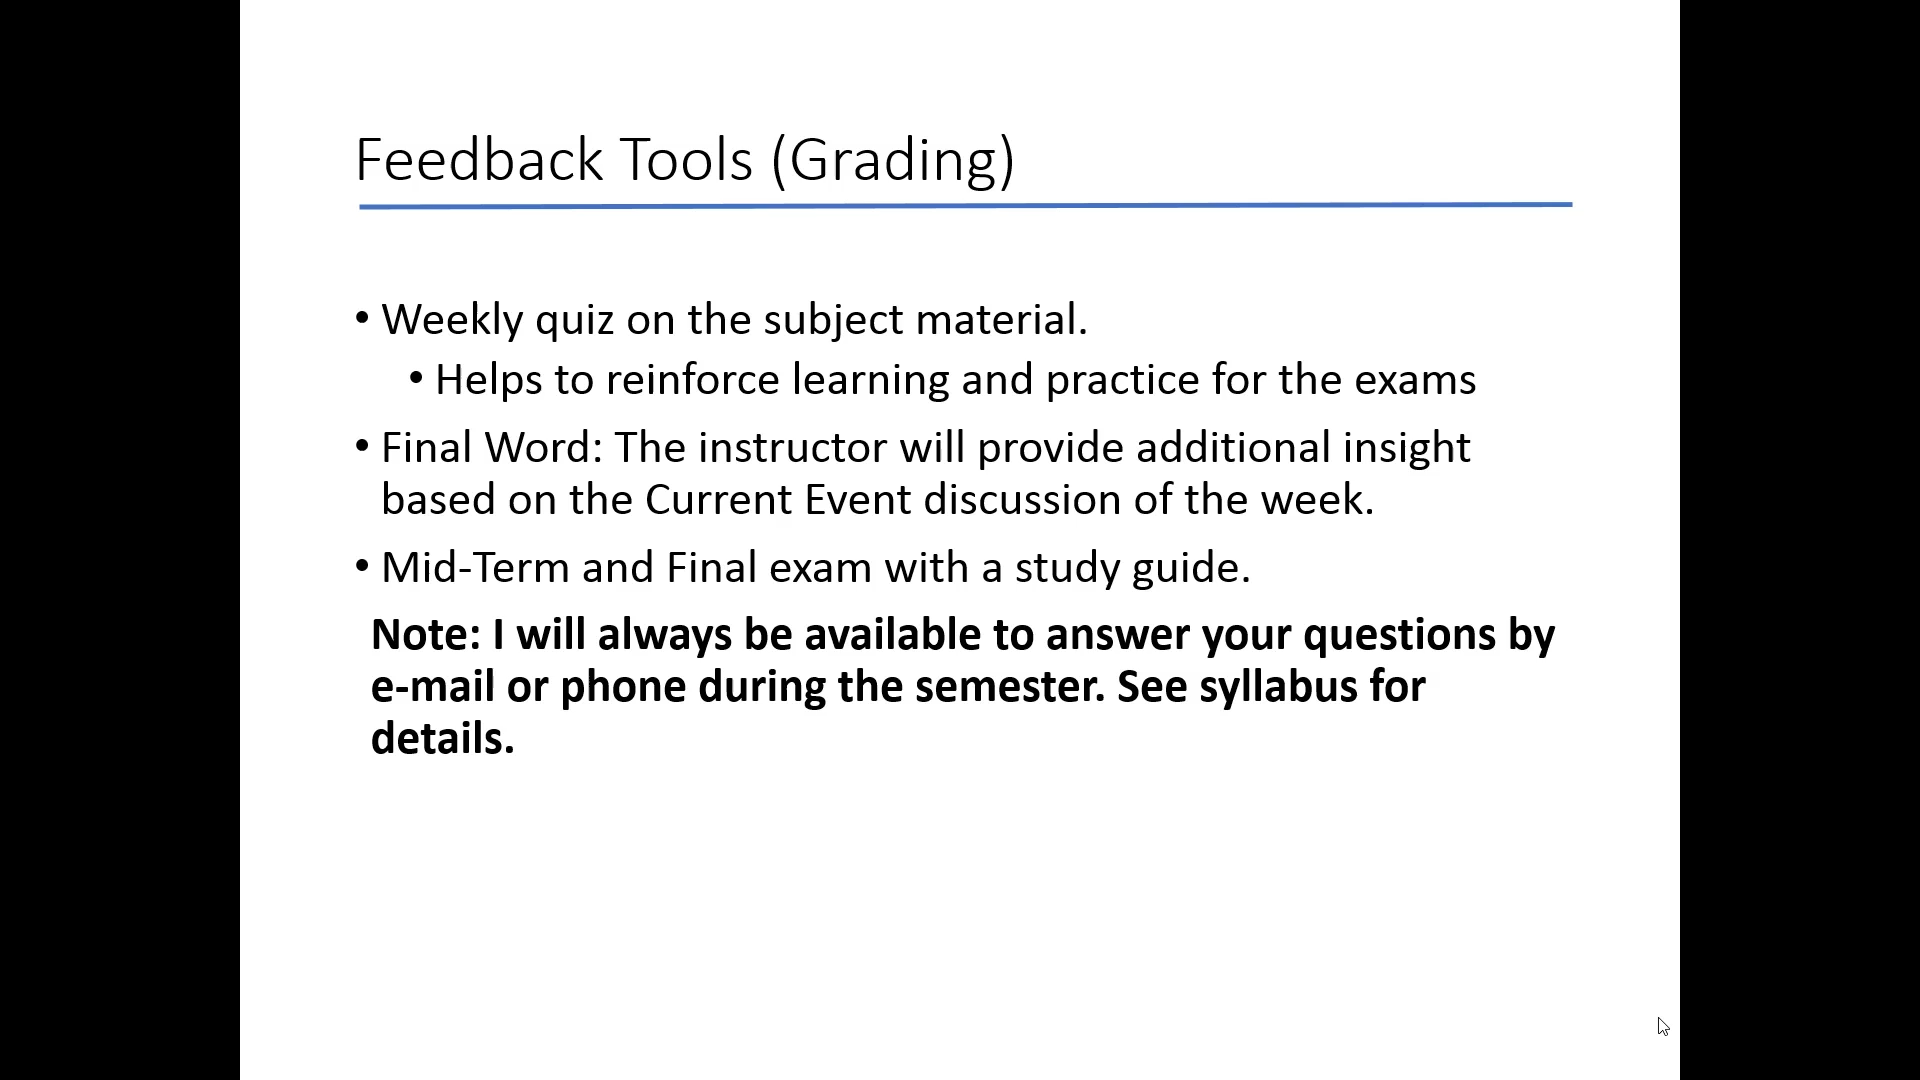 Feedback Tools (Grading)
• Weekly quiz on the subject material.
• Helps to reinforce learning and practice for the exams
• Final Word: The instructor will provide additional insight
based on the Current Event discussion of the week.
• Mid-Term and Final exam with a study guide.
Note: I will always be available to answer your questions by
e-mail or phone during the semester. See syllabus for
details.